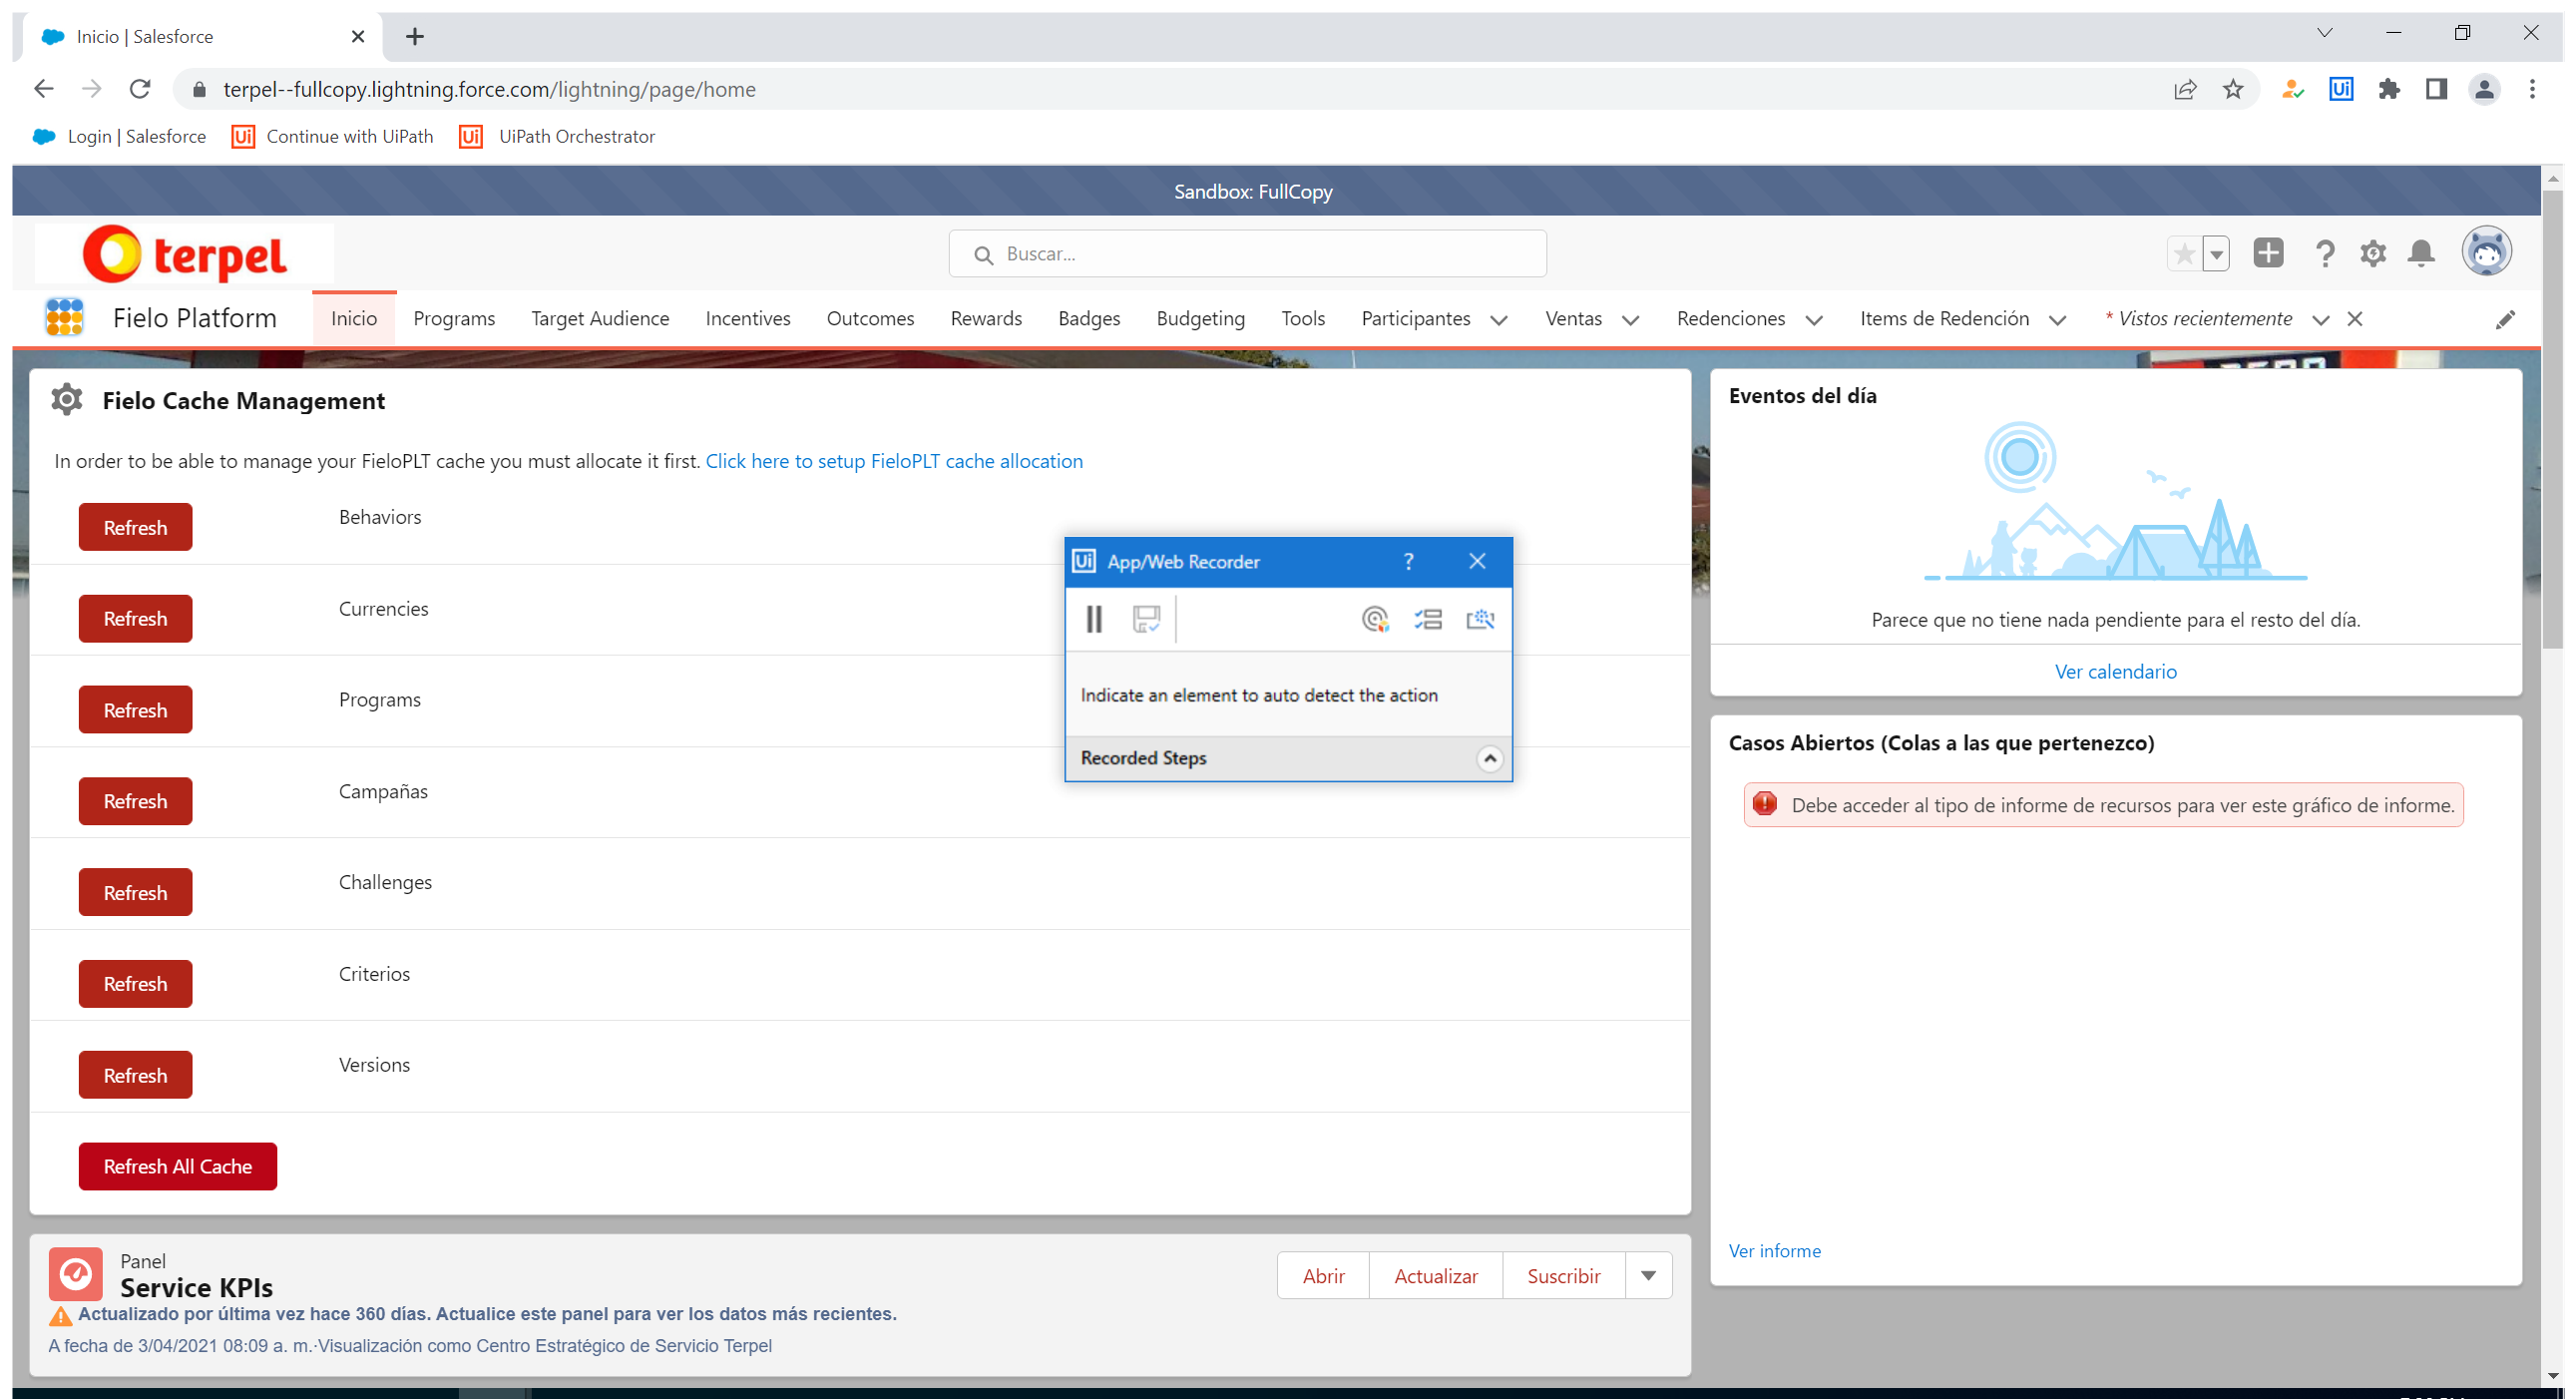 Inicio | Salesforce
terpel--fullcopy.lightning.force.com/lightning/page/home
Login | Salesforce Ui Continue with UiPath Ui UiPath Orchestrator
Sandbox: FullCopy
terpel
Buscar...
Fielo Platform Inicio Programs Target Audience Incentives Outcomes Rewards Badges Budgeting Tools Participantes Ventas Redenciones Items de Redención * Vistos recientemente
Fielo Cache Management
In order to be able to manage your FieloPLT cache you must allocate it first. Click here to setup FieloPLT cache allocation
Refresh Behaviors
Refresh Currencies
Refresh Programs
Refresh Campañas
Refresh Challenges
Refresh Criterios
Refresh Versions
Refresh All Cache
Ui App/Web Recorder ?
Indicate an element to auto detect the action
Recorded Steps
Eventos del día
Parece que no tiene nada pendiente para el resto del día.
Ver calendario
Casos Abiertos (Colas a las que pertenezco)
Debe acceder al tipo de informe de recursos para ver este gráfico de informe.
Ver informe
Panel
Service KPIs
Abrir Actualizar Suscribir
Actualizado por última vez hace 360 días. Actualice este panel para ver los datos más recientes.
A fecha de 3/04/2021 08:09 a. m.·Visualización como Centro Estratégico de Servicio Terpel